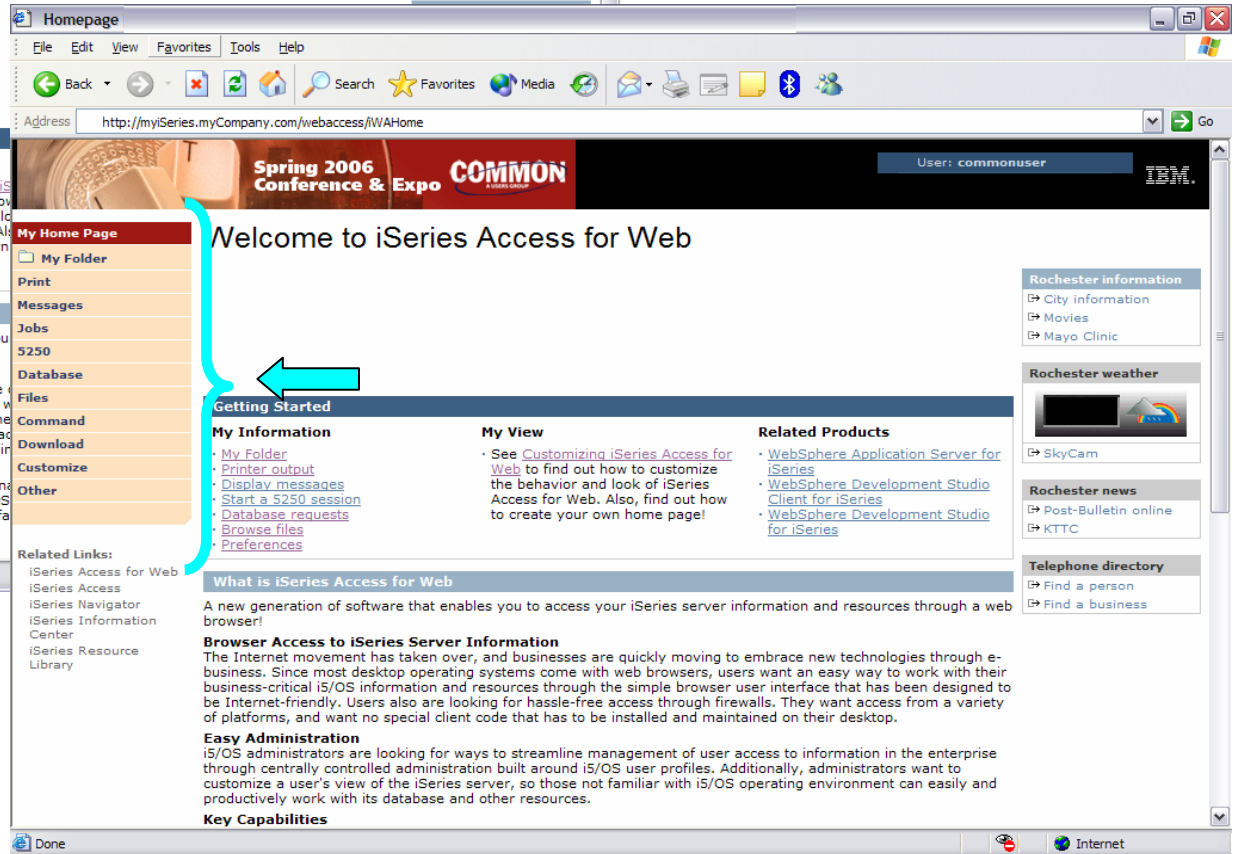 Homepage
File Edit View Favorites Tools Help
Back Search Favorites Media
Address http://myiSeries.myCompany.com/webaccess/iWAHome Go
Spring 2006
Conference & Expo
COMMON
A USERS GROUP
User: commonuser
IBM.
My Home Page
My Folder
Print
Messages
Jobs
5250
Database
Files
Command
Download
Customize
Other
Related Links:
iSeries Access for Web
iSeries Access
iSeries Navigator
iSeries Information
Center
iSeries Resource
Library
Welcome to iSeries Access for Web
Getting Started
My Information
· My Folder
· Printer output
· Display messages
· Start a 5250 session
· Database requests
· Browse files
· Preferences
My View
· See Customizing iSeries Access for
Web to find out how to customize
the behavior and look of iSeries
Access for Web. Also, find out how
to create your own home page!
Related Products
· WebSphere Application Server for
iSeries
· WebSphere Development Studio
Client for iSeries
· WebSphere Development Studio
for iSeries
What is iSeries Access for Web
A new generation of software that enables you to access your iSeries server information and resources through a web
browser!
Browser Access to iSeries Server Information
The Internet movement has taken over, and businesses are quickly moving to embrace new technologies through e-
business. Since most desktop operating systems come with web browsers, users want an easy way to work with their
business-critical i5/OS information and resources through the simple browser user interface that has been designed to
be Internet-friendly. Users also are looking for hassle-free access through firewalls. They want access from a variety
of platforms, and want no special client code that has to be installed and maintained on their desktop.
Easy Administration
i5/OS administrators are looking for ways to streamline management of user access to information in the enterprise
through centrally controlled administration built around i5/OS user profiles. Additionally, administrators want to
customize a user's view of the iSeries server, so those not familiar with i5/OS operating environment can easily and
productively work with its database and other resources.
Key Capabilities
Rochester information
City information
Movies
Mayo Clinic
Rochester weather
SkyCam
Rochester news
Post-Bulletin online
KTTC
Telephone directory
Find a person
Find a business
Done
Internet